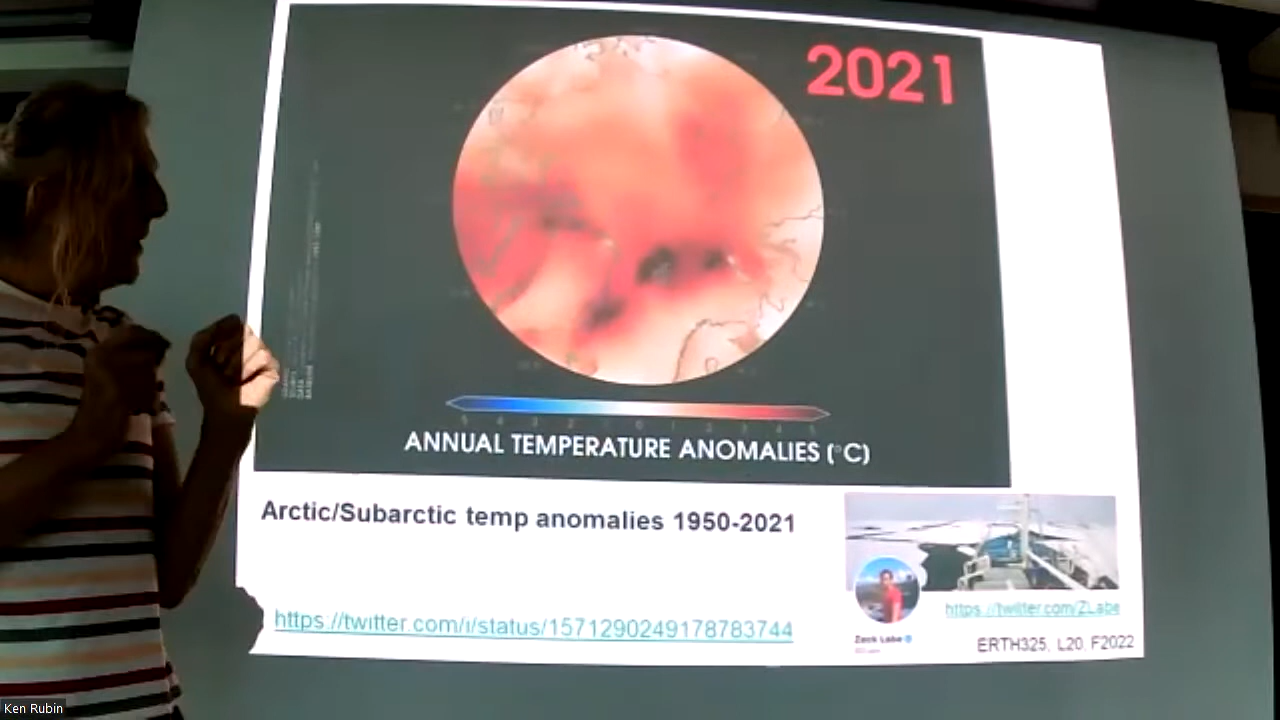 2021
ANNUAL TEMPERATURE ANOMALIES (°C)
Arctic/Subarctic temp anomalies 1950-2021
https://twitter.com/i/status/1571290249178783744
https://twitter.com/ZLabe
Zack Labe
ERTH325, L20, F2022
Ken Rubin